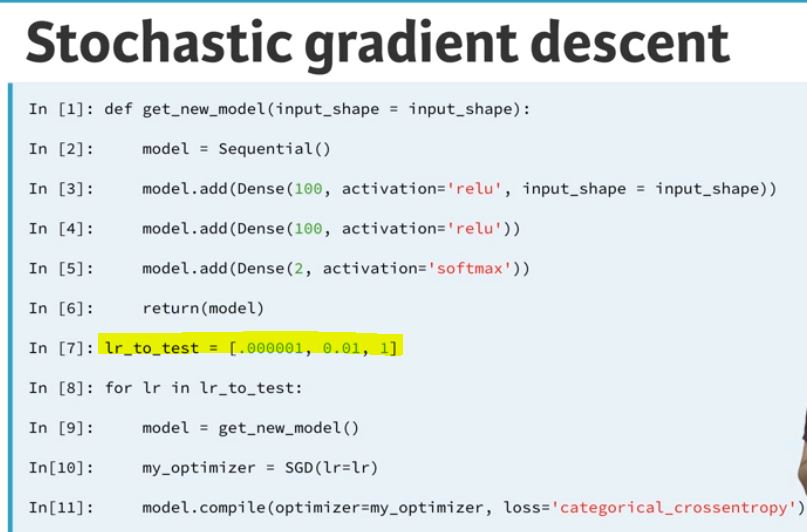 Stochastic gradient descent
In [1]: def get_new_model(input_shape = input_shape):
In [2]:     model = Sequential()
In [3]:     model.add(Dense(100, activation='relu', input_shape = input_shape))
In [4]:     model.add(Dense(100, activation='relu'))
In [5]:     model.add(Dense(2, activation='softmax'))
In [6]:     return(model)
In [7]: lr_to_test = [.000001, 0.01, 1]
In [8]: for lr in lr_to_test:
In [9]:     model = get_new_model()
In[10]:     my_optimizer = SGD(lr=lr)
In[11]:     model.compile(optimizer=my_optimizer, loss='categorical_crossentropy')